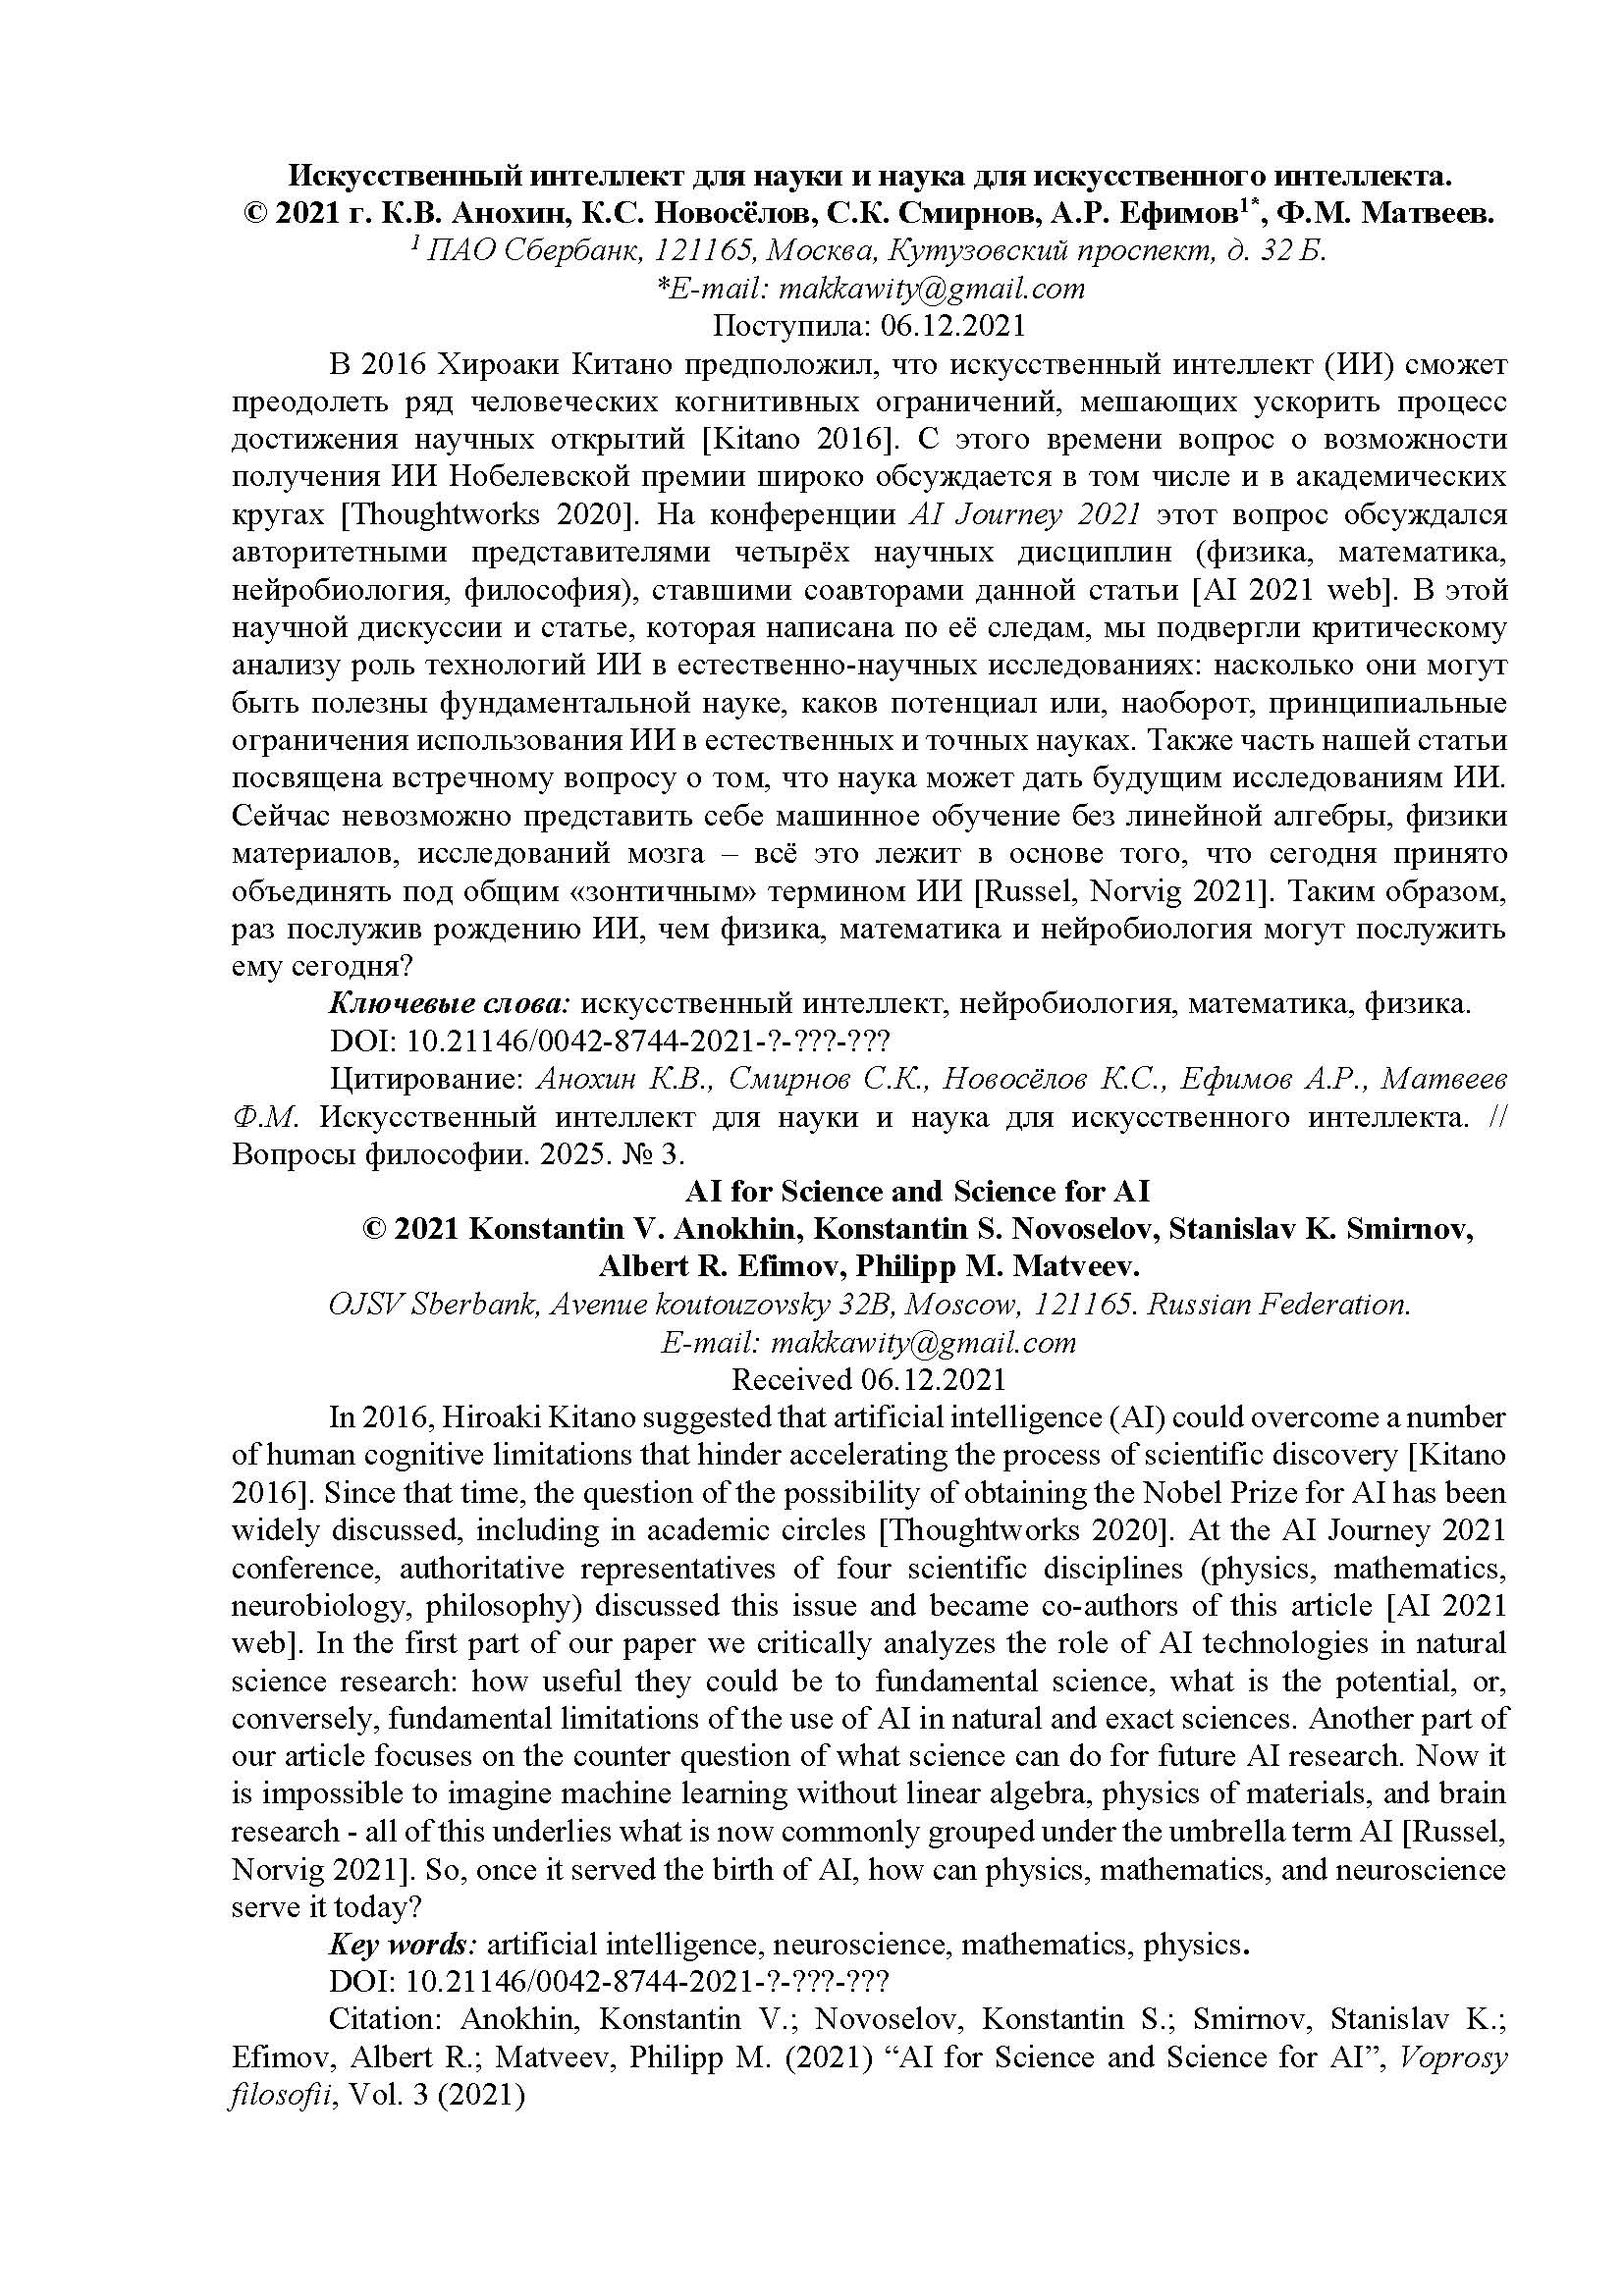 Искусственный интеллект для науки и наука для искусственного интеллекта.
© 2021 г. К.В. Анохин, К.С. Новосёлов, С.К. Смирнов, А.Р. Ефимов1*, Ф.М. Матвеев.
1 ПАО Сбербанк, 121165, Москва, Кутузовский проспект, д. 32 Б.
*E-mail: makkawity@gmail.com
Поступила: 06.12.2021
В 2016 Хироаки Китано предположил, что искусственный интеллект (ИИ) сможет
преодолеть ряд человеческих когнитивных ограничений, мешающих ускорить процесс
достижения научных открытий [Kitano 2016]. С этого времени вопрос о возможности
получения ИИ Нобелевской премии широко обсуждается в том числе и в академических
кругах [Thoughtworks 2020]. На конференции AI Journey 2021 этот вопрос обсуждался
авторитетными представителями четырёх научных дисциплин (физика, математика,
нейробиология, философия), ставшими соавторами данной статьи [AI 2021 web]. В этой
научной дискуссии и статье, которая написана по её следам, мы подвергли критическому
анализу роль технологий ИИ в естественно-научных исследованиях: насколько они могут
быть полезны фундаментальной науке, каков потенциал или, наоборот, принципиальные
ограничения использования ИИ в естественных и точных науках. Также часть нашей статьи
посвящена встречному вопросу о том, что наука может дать будущим исследованиям ИИ.
Сейчас невозможно представить себе машинное обучение без линейной алгебры, физики
материалов, исследований мозга – всё это лежит в основе того, что сегодня принято
объединять под общим «зонтичным» термином ИИ [Russel, Norvig 2021]. Таким образом,
раз послужив рождению ИИ, чем физика, математика и нейробиология могут послужить
ему сегодня?
Ключевые слова: искусственный интеллект, нейробиология, математика, физика.
DOI: 10.21146/0042-8744-2021-?-???-???
Цитирование: Анохин К.В., Смирнов С.К., Новосёлов К.С., Ефимов А.Р., Матвеев
Ф.М. Искусственный интеллект для науки и наука для искусственного интеллекта. //
Вопросы философии. 2025. № 3.
AI for Science and Science for AI
© 2021 Konstantin V. Anokhin, Konstantin S. Novoselov, Stanislav K. Smirnov,
Albert R. Efimov, Philipp M. Matveev.
OJSV Sberbank, Avenue koutouzovsky 32B, Moscow, 121165. Russian Federation.
E-mail: makkawity@gmail.com
Received 06.12.2021
In 2016, Hiroaki Kitano suggested that artificial intelligence (AI) could overcome a number
of human cognitive limitations that hinder accelerating the process of scientific discovery [Kitano
2016]. Since that time, the question of the possibility of obtaining the Nobel Prize for AI has been
widely discussed, including in academic circles [Thoughtworks 2020]. At the AI Journey 2021
conference, authoritative representatives of four scientific disciplines (physics, mathematics,
neurobiology, philosophy) discussed this issue and became co-authors of this article [AI 2021
web]. In the first part of our paper we critically analyzes the role of AI technologies in natural
science research: how useful they could be to fundamental science, what is the potential, or,
conversely, fundamental limitations of the use of AI in natural and exact sciences. Another part of
our article focuses on the counter question of what science can do for future AI research. Now it
is impossible to imagine machine learning without linear algebra, physics of materials, and brain
research - all of this underlies what is now commonly grouped under the umbrella term AI [Russel,
Norvig 2021]. So, once it served the birth of AI, how can physics, mathematics, and neuroscience
serve it today?
Key words: artificial intelligence, neuroscience, mathematics, physics.
DOI: 10.21146/0042-8744-2021-?-???-???
Citation: Anokhin, Konstantin V.; Novoselov, Konstantin S.; Smirnov, Stanislav K.;
Efimov, Albert R.; Matveev, Philipp M. (2021) “AI for Science and Science for AI”, Voprosy
filosofii, Vol. 3 (2021)